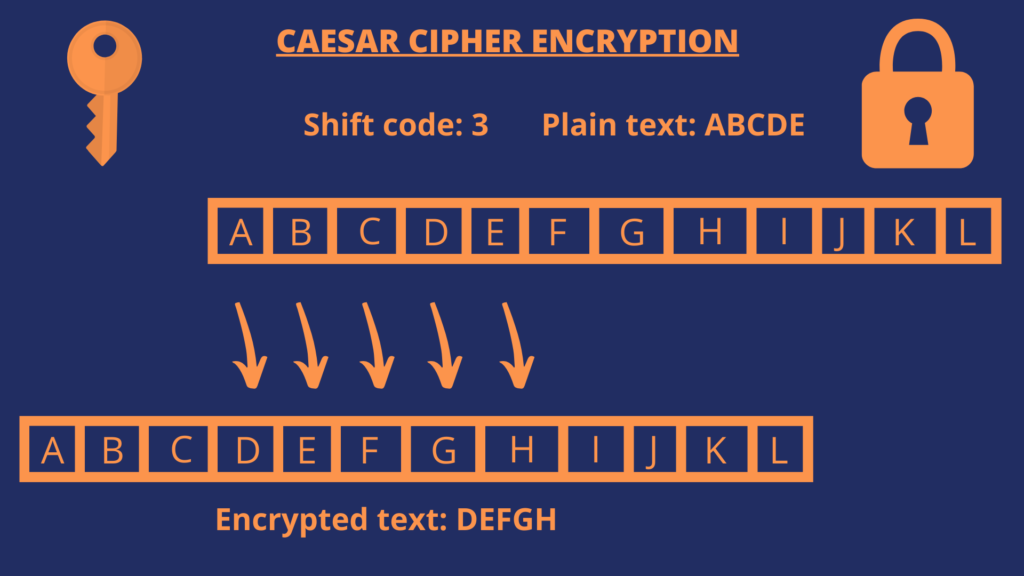 CAESAR CIPHER ENCRYPTION
Shift code: 3 Plain text: ABCDE
A B C D E F G H I J K L
A B C D E F G H I J K L
Encrypted text: DEFGH